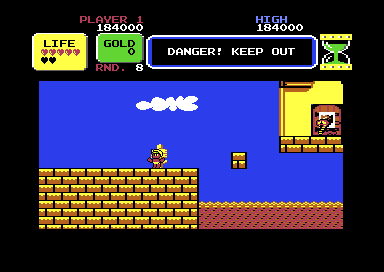 PLAYER 1
HIGH
184000
184000
LIFE
GOLD
0
DANGER! KEEP OUT
RND. 8